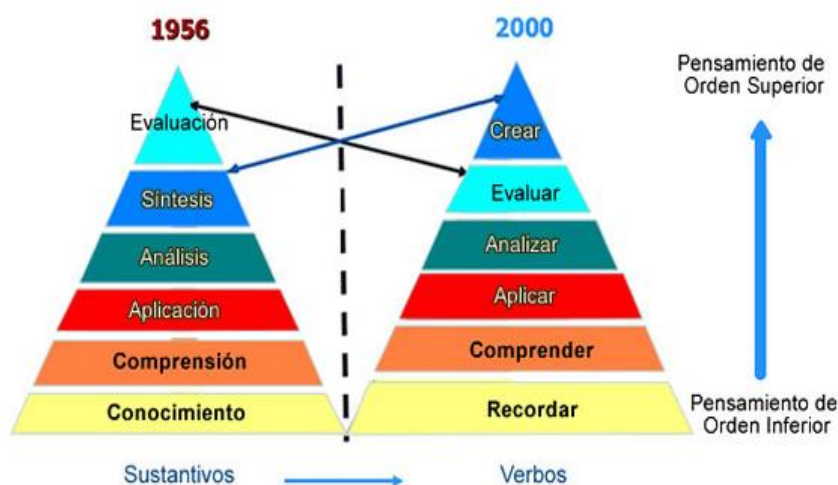 1956
2000
Evaluación
Síntesis
Análisis
Aplicación
Comprensión
Conocimiento
Crear
Evaluar
Analizar
Aplicar
Comprender
Recordar
Pensamiento de
Orden Superior
Pensamiento de
Orden Inferior
Sustantivos
Verbos